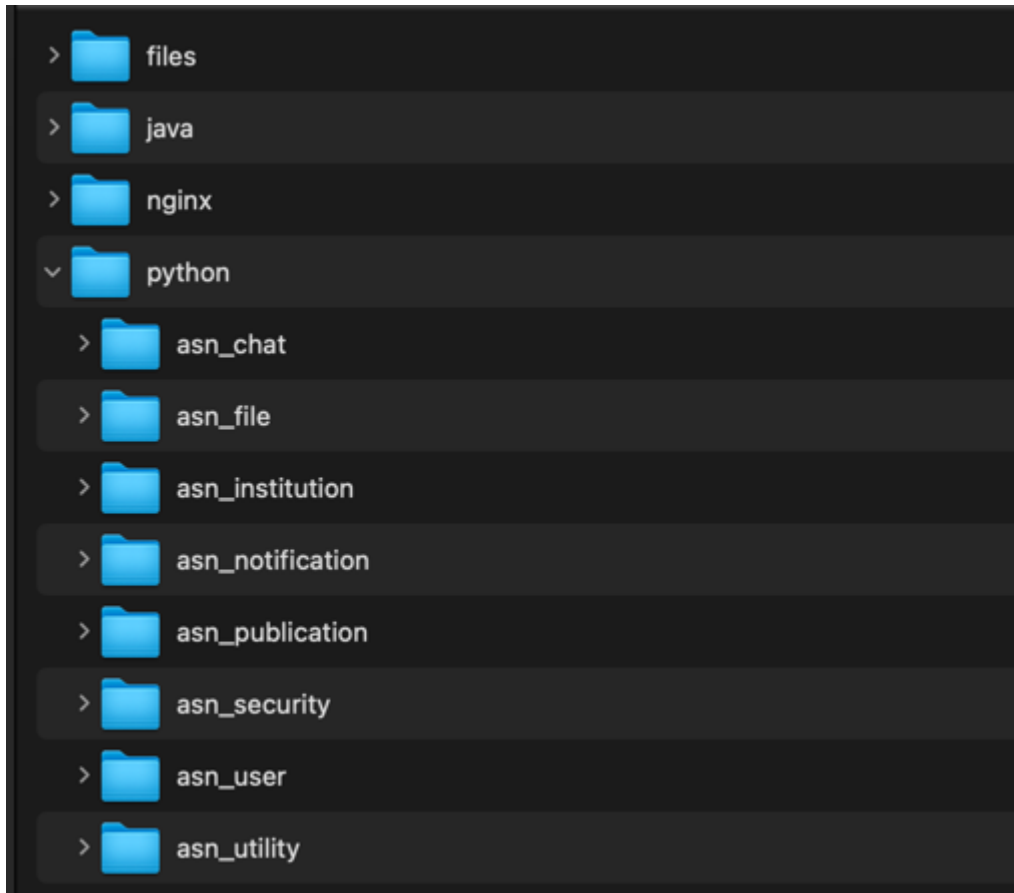 files
java
nginx
python
asn_chat
asn_file
asn_institution
asn_notification
asn_publication
asn_security
asn_user
asn_utility